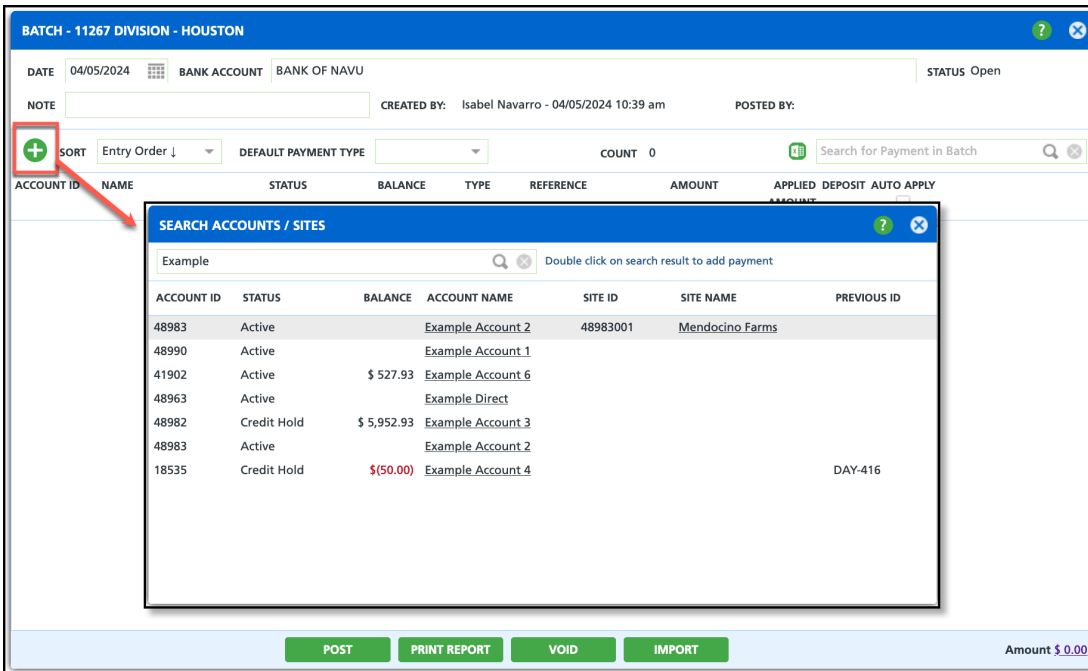 BATCH - 11267 DIVISION - HOUSTON ?
DATE 04/05/2024 BANK ACCOUNT BANK OF NAVU STATUS Open
NOTE CREATED BY: Isabel Navarro - 04/05/2024 10:39 am POSTED BY:
SORT Entry Order ↓ DEFAULT PAYMENT TYPE COUNT 0 Search for Payment in Batch
ACCOUNT ID NAME STATUS BALANCE TYPE REFERENCE AMOUNT APPLIED DEPOSIT AUTO APPLY
AMOUNT
SEARCH ACCOUNTS / SITES ?
Example Double click on search result to add payment
ACCOUNT ID STATUS BALANCE ACCOUNT NAME SITE ID SITE NAME PREVIOUS ID
48983 Active Example Account 2 48983001 Mendocino Farms
48990 Active Example Account 1
41902 Active $ 527.93 Example Account 6
48963 Active Example Direct
48982 Credit Hold $ 5,952.93 Example Account 3
48983 Active Example Account 2
18535 Credit Hold $(50.00) Example Account 4 DAY-416
POST PRINT REPORT VOID IMPORT Amount $ 0.00